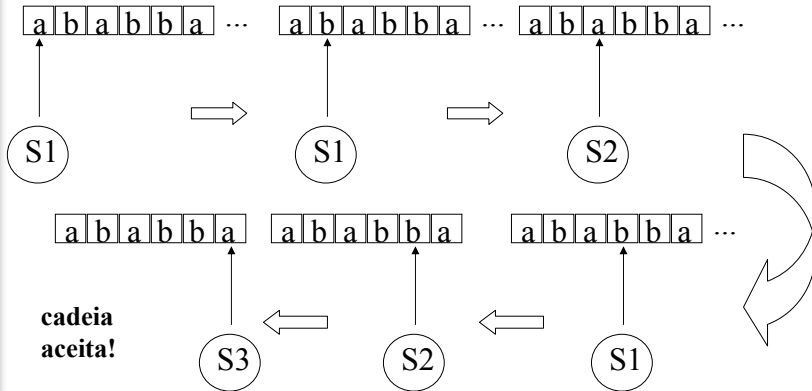 a b a b b a ... a b a b b a ... a b a b b a ...
S1 S1 S2
a b a b b a a b a b b a a b a b b a ...
cadeia
aceita!
S3 S2 S1